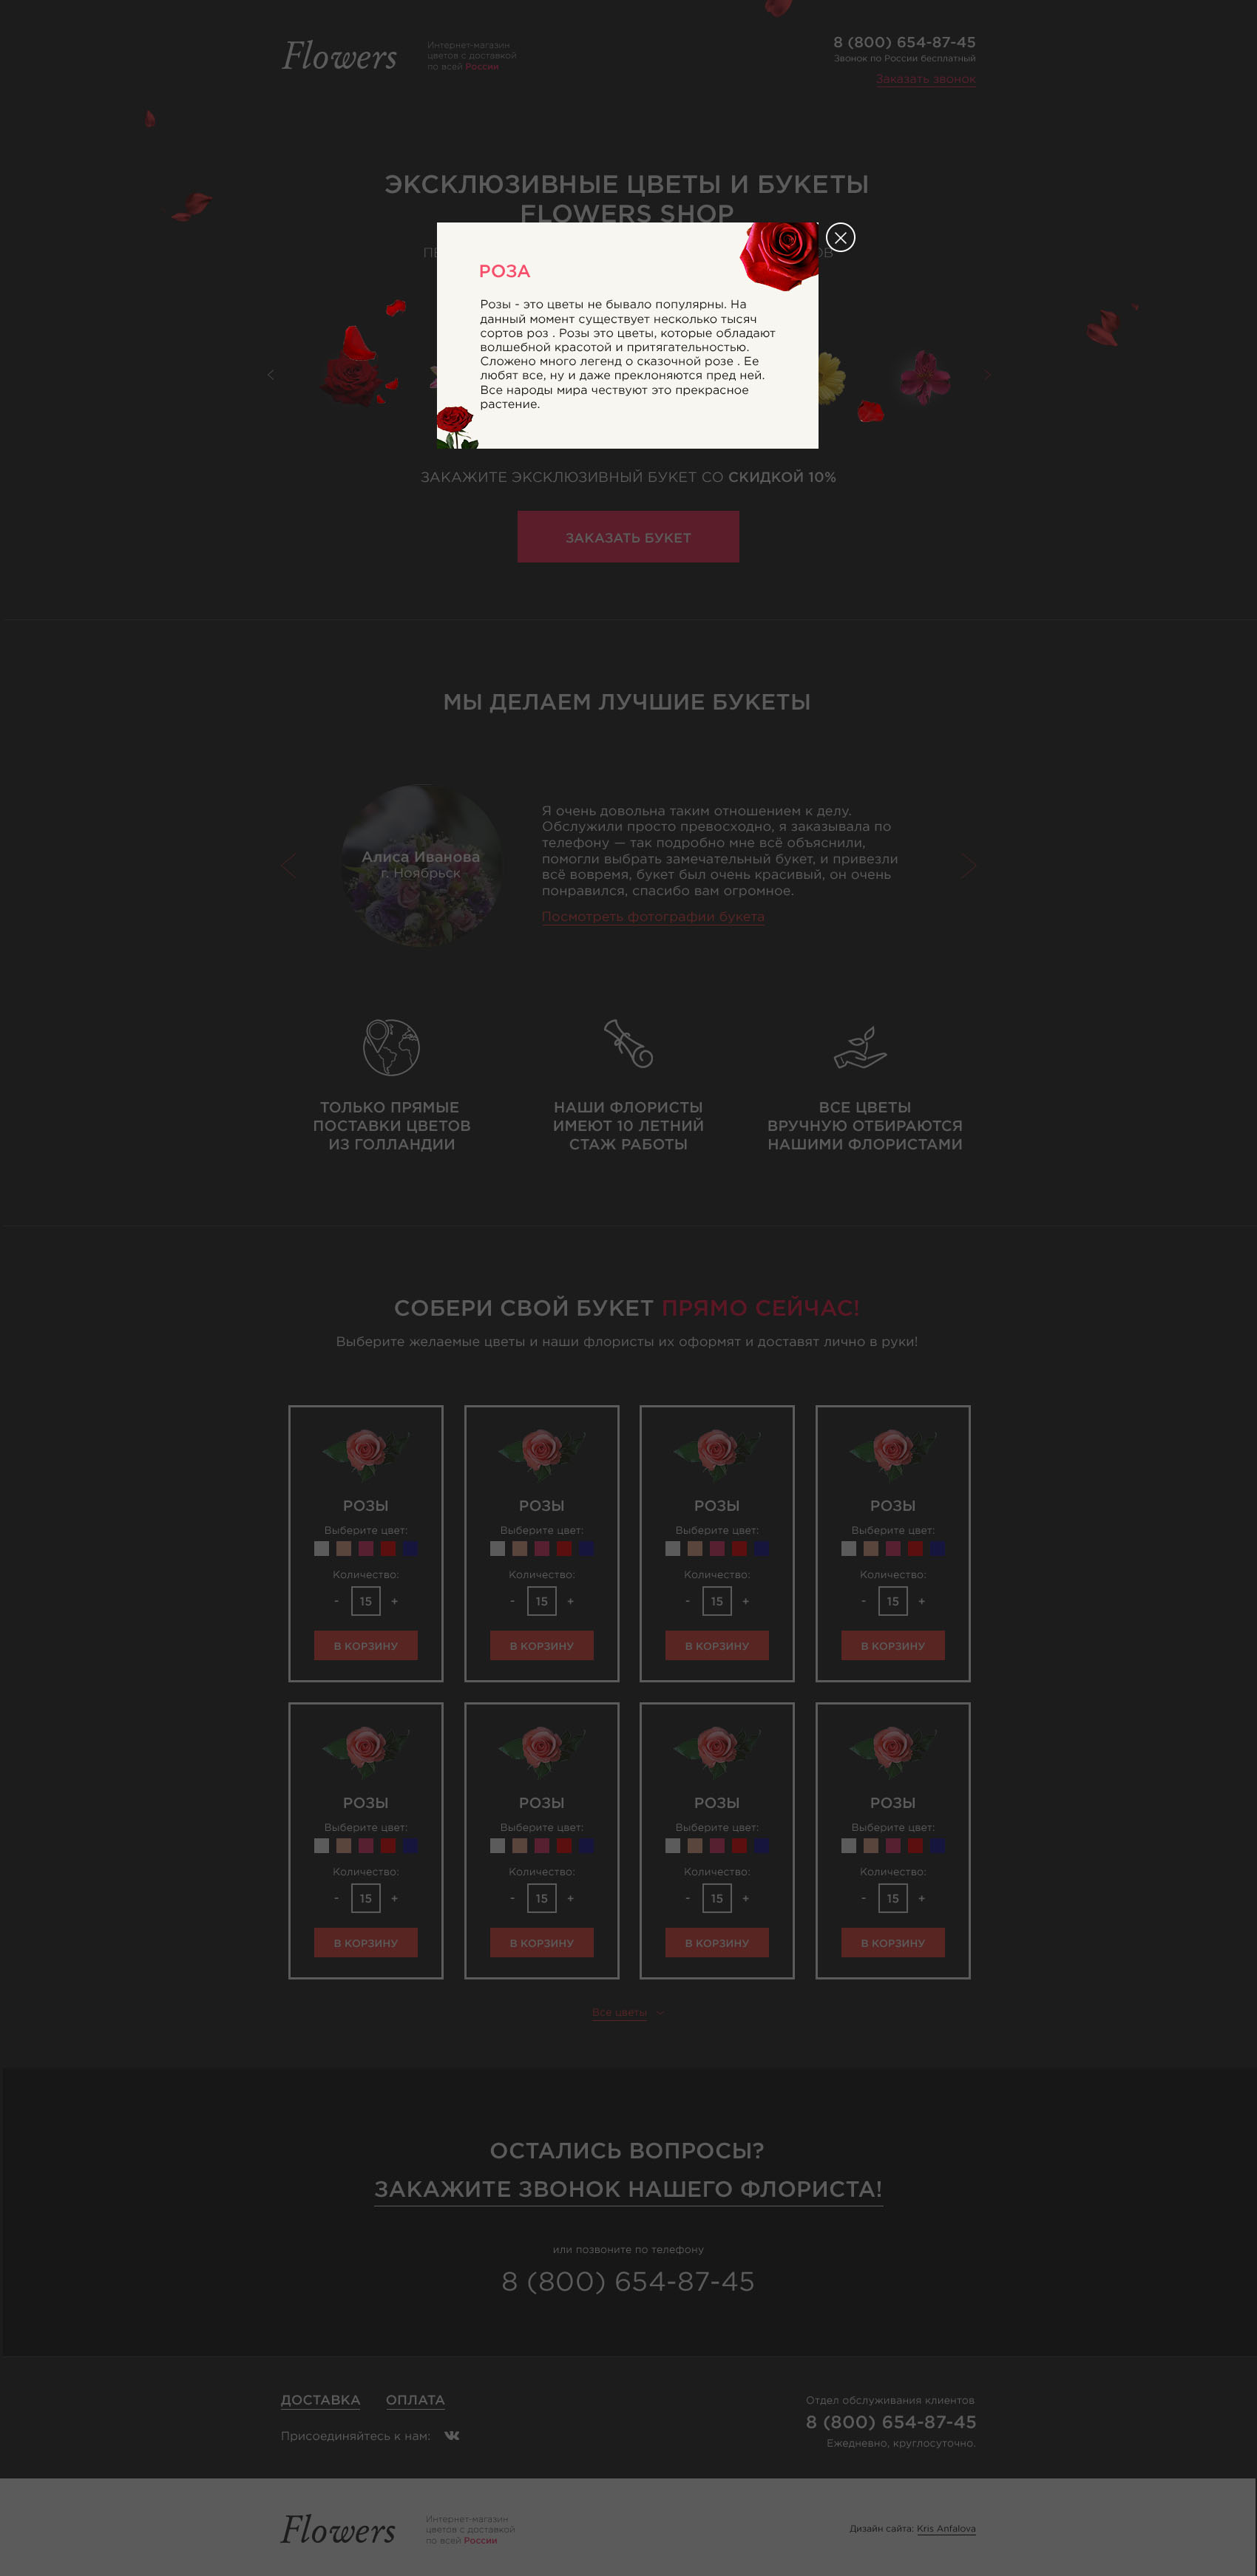 Flowers
Интернет-магазин
цветов с доставкой
по всей России
8 (800) 654-87-45
Звонок по России бесплатный
Заказать звонок
ЭКСКЛЮЗИВНЫЕ ЦВЕТЫ И БУКЕТЫ
FLOWERS SHOP
РОЗА
Розы - это цветы не бывало популярны. На
данный момент существует несколько тысяч
сортов роз . Розы это цветы, которые обладают
волшебной красотой и притягательностью.
Сложено много легенд о сказочной розе . Ее
любят все, ну и даже преклоняются пред ней.
Все народы мира чествуют это прекрасное
растение.
ЗАКАЖИТЕ ЭКСКЛЮЗИВНЫЙ БУКЕТ СО СКИДКОЙ 10%
ЗАКАЗАТЬ БУКЕТ
МЫ ДЕЛАЕМ ЛУЧШИЕ БУКЕТЫ
Алиса Иванова
г. Ноябрьск
Я очень довольна таким отношением к делу.
Обслужили просто превосходно, я заказывала по
телефону — так подробно мне всё объяснили,
помогли выбрать замечательный букет, и привезли
всё вовремя, букет был очень красивый, он очень
понравился, спасибо вам огромное.
Посмотреть фотографии букета
ТОЛЬКО ПРЯМЫЕ
ПОСТАВКИ ЦВЕТОВ
ИЗ ГОЛЛАНДИИ
НАШИ ФЛОРИСТЫ
ИМЕЮТ 10 ЛЕТНИЙ
СТАЖ РАБОТЫ
ВСЕ ЦВЕТЫ
ВРУЧНУЮ ОТБИРАЮТСЯ
НАШИМИ ФЛОРИСТАМИ
СОБЕРИ СВОЙ БУКЕТ ПРЯМО СЕЙЧАС!
Выберите желаемые цветы и наши флористы их оформят и доставят лично в руки!
РОЗЫ
Выберите цвет:
Количество:
- 15 +
В КОРЗИНУ
РОЗЫ
Выберите цвет:
Количество:
- 15 +
В КОРЗИНУ
РОЗЫ
Выберите цвет:
Количество:
- 15 +
В КОРЗИНУ
РОЗЫ
Выберите цвет:
Количество:
- 15 +
В КОРЗИНУ
РОЗЫ
Выберите цвет:
Количество:
- 15 +
В КОРЗИНУ
РОЗЫ
Выберите цвет:
Количество:
- 15 +
В КОРЗИНУ
РОЗЫ
Выберите цвет:
Количество:
- 15 +
В КОРЗИНУ
РОЗЫ
Выберите цвет:
Количество:
- 15 +
В КОРЗИНУ
Все цветы
ОСТАЛИСЬ ВОПРОСЫ?
ЗАКАЖИТЕ ЗВОНОК НАШЕГО ФЛОРИСТА!
или позвоните по телефону
8 (800) 654-87-45
ДОСТАВКА ОПЛАТА
Присоединяйтесь к нам:
Отдел обслуживания клиентов
8 (800) 654-87-45
Ежедневно, круглосуточно.
Flowers
Интернет-магазин
цветов с доставкой
по всей России
Дизайн сайта: Kris Anfalova